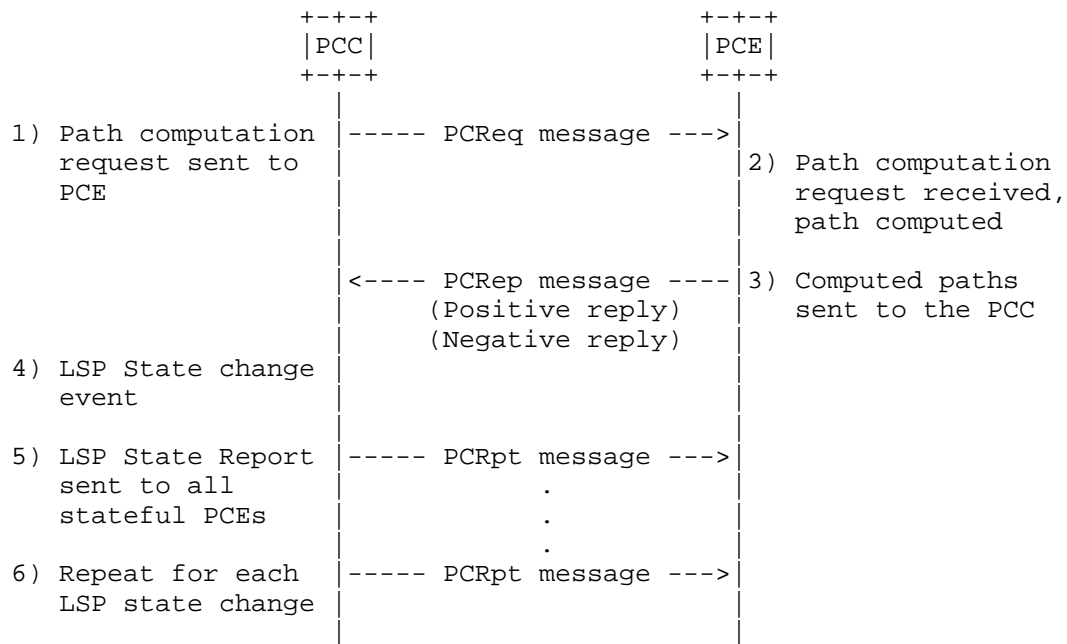 +-+-+                    +-+-+
|PCC|                    |PCE|
+-+-+                    +-+-+
1) Path computation |----- PCReq message --->|
request sent to |2) Path computation
PCE request received,
path computed
|<---- PCRep message ----|3) Computed paths
(Positive reply) sent to the PCC
(Negative reply)
4) LSP State change
event
5) LSP State Report |----- PCRpt message --->|
sent to all .
stateful PCEs .
.
6) Repeat for each |----- PCRpt message --->|
LSP state change